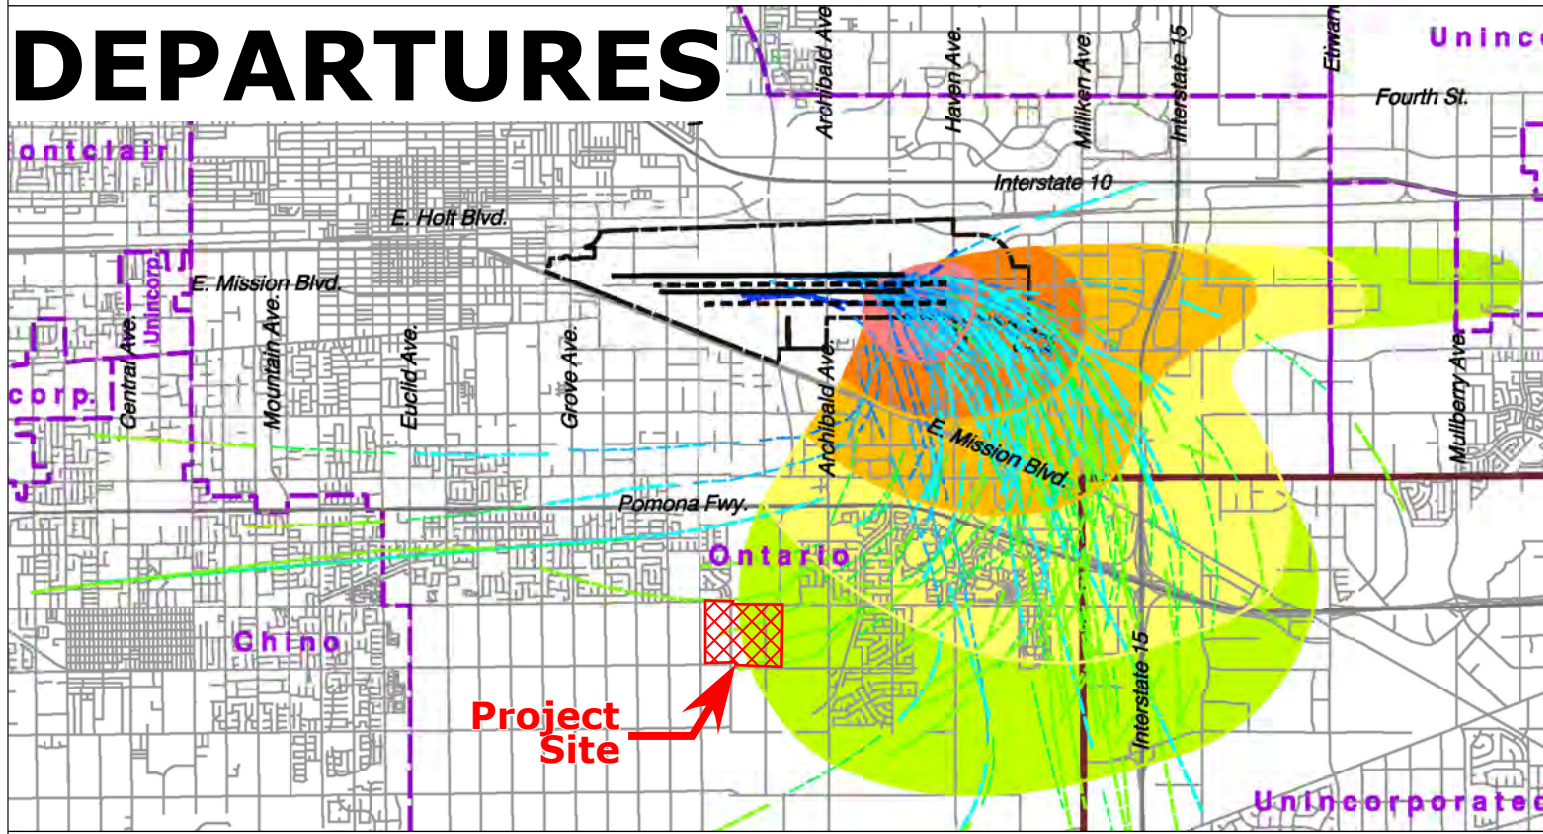 DEPARTURES
Archibald Ave.
Haven Ave.
Milliken Ave.
Interstate 15
Etiwan
Uninc
Fourth St.
ontclair
Interstate 10
E. Holt Blvd.
Unincorp.
E. Mission Blvd.
Central Ave.
Mountain Ave.
Euclid Ave.
Grove Ave.
Archibald Ave.
Mullberry Ave.
corp.
E. Mission Blvd.
Pomona Fwy.
Ontario
Chino
Interstate 15
Project
Site
Unincorporated